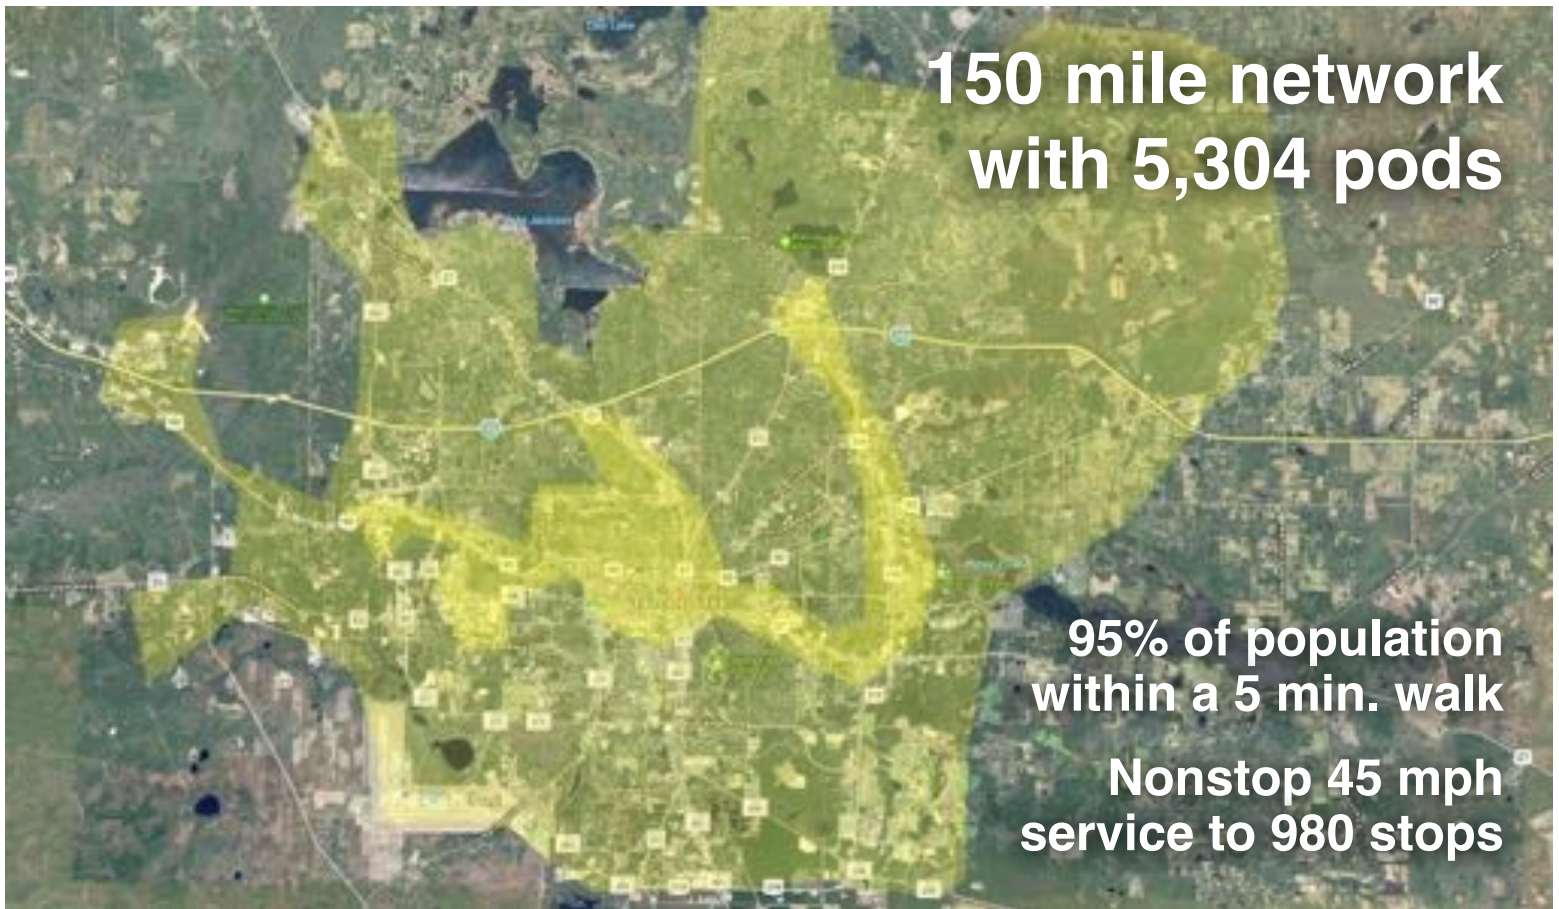 150 mile network
with 5,304 pods
95% of population
within a 5 min. walk
Nonstop 45 mph
service to 980 stops